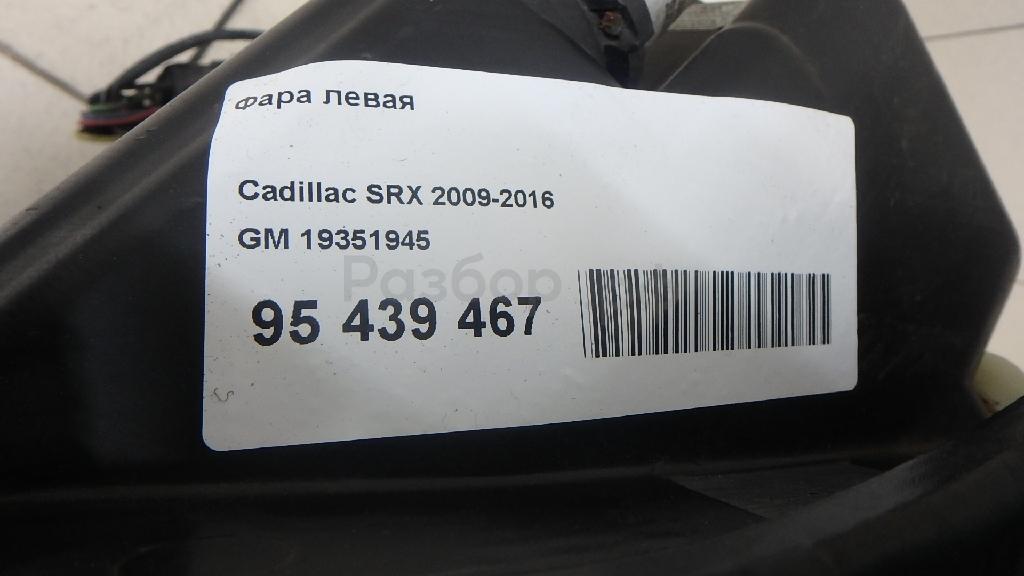 фара левая
Cadillac SRX 2009-2016
GM 19351945
Разбор
95 439 467